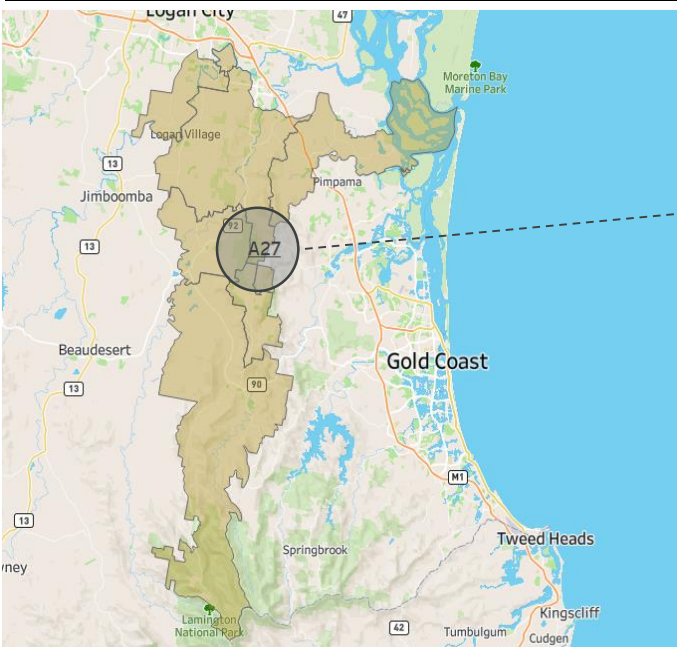 Logan City
47
Moreton Bay
Marine Park
Logan Village
13
Pimpama
Jimboomba
92
A27
13
Beaudesert
Gold Coast
13
90
M1
13
Tweed Heads
Springbrook
wney
Lamington
National Park
Kingscliff
42
Tumbulgum
Cudgen